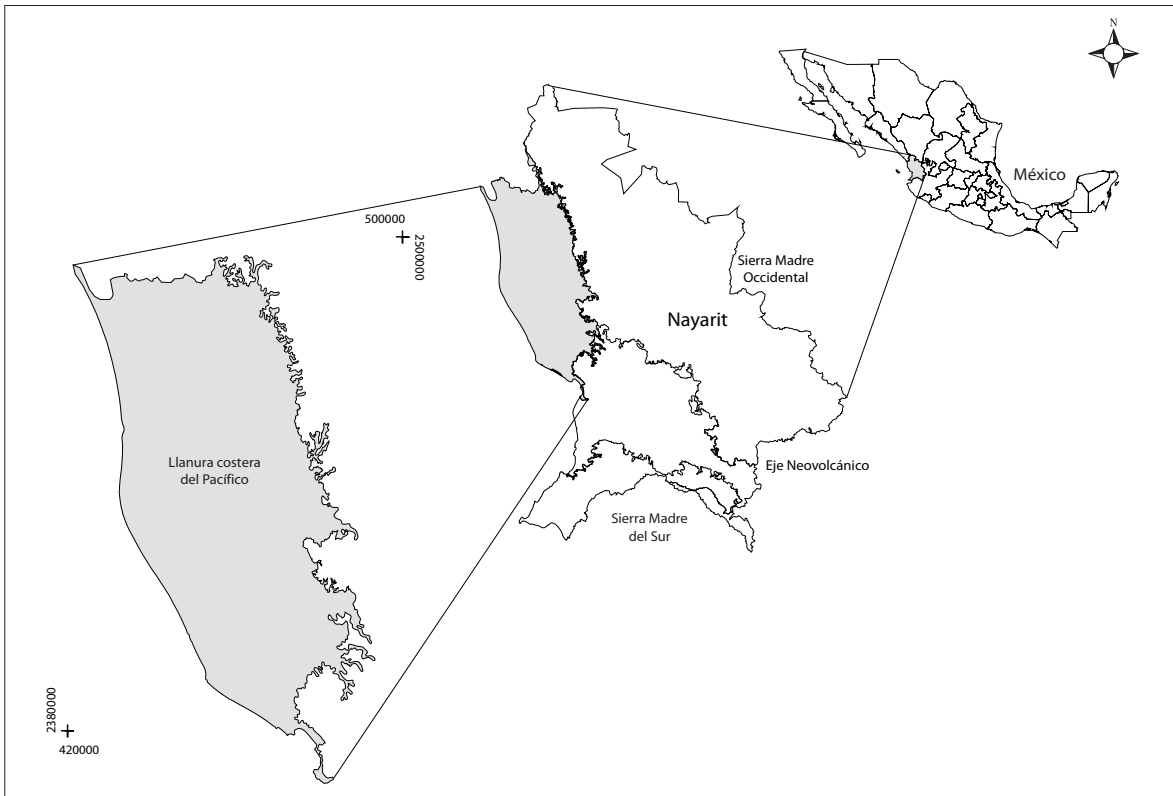 N
México
500000
2500000
Sierra Madre
Occidental
Nayarit
Llanura costera
del Pacífico
Eje Neovolcánico
Sierra Madre
del Sur
2380000
420000